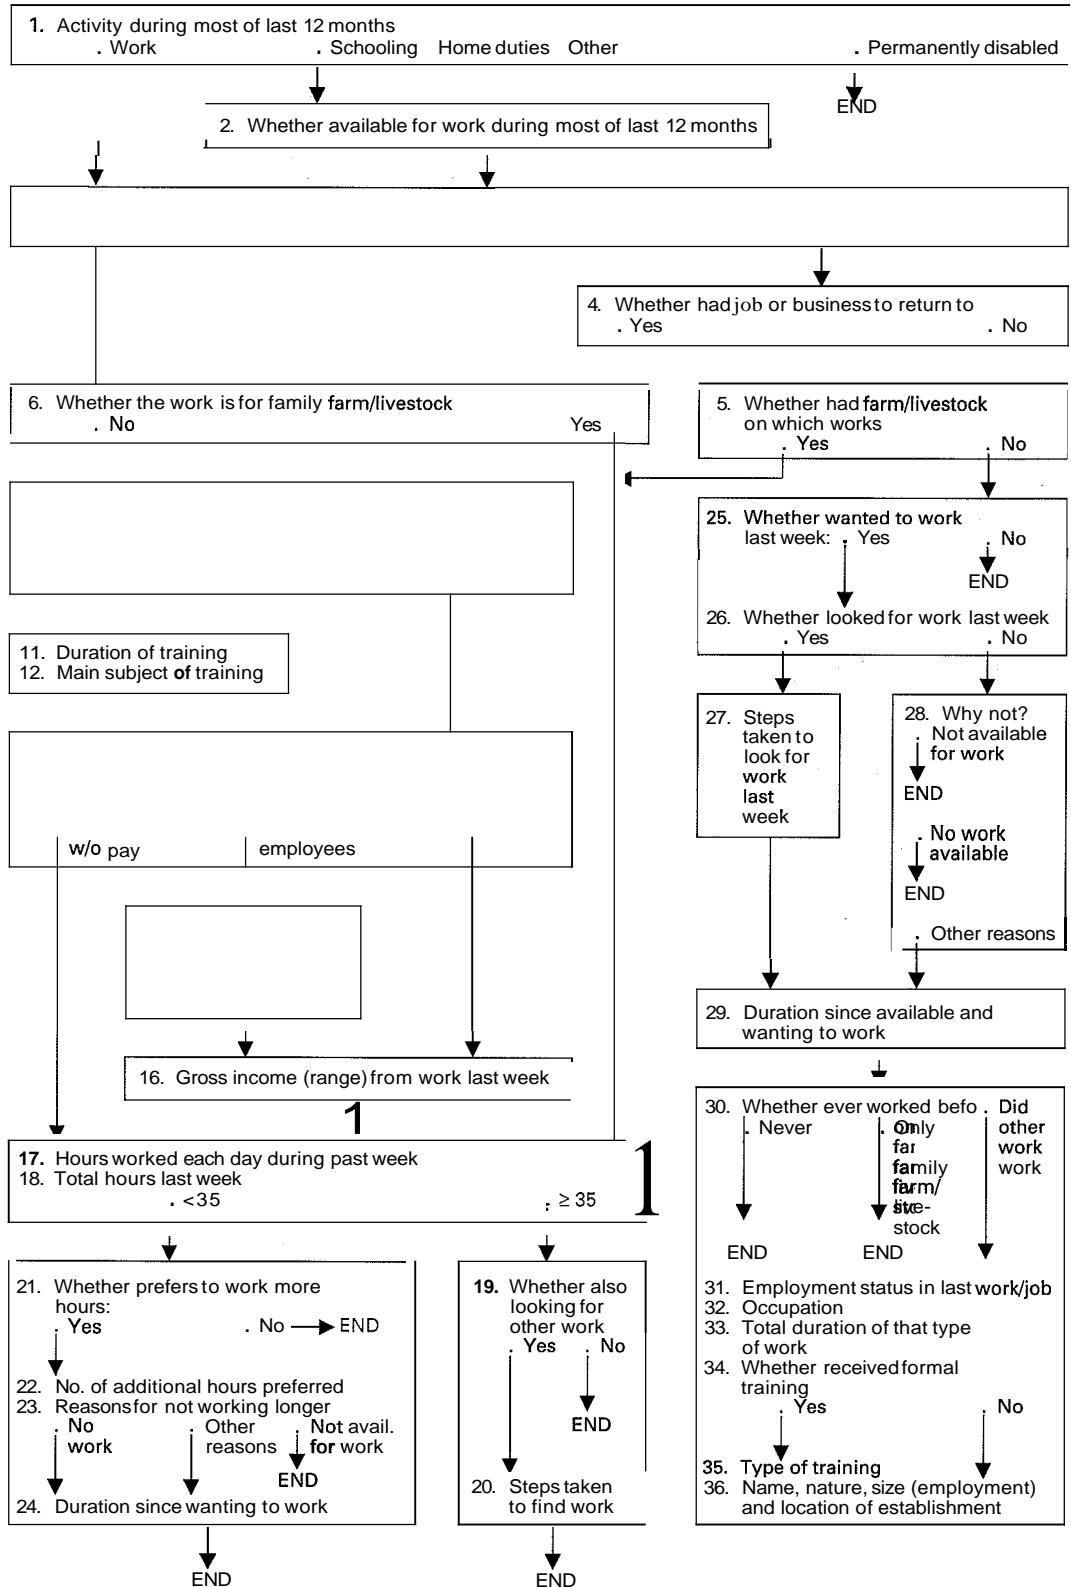 1. Activity during most of last 12 months
. Work . Schooling Home duties Other . Permanently disabled
END
2. Whether available for work during most of last 12 months
4. Whether had job or business to return to
. Yes . No
6. Whether the work is for family farm/livestock
. No Yes
5. Whether had farm/livestock
on which works
. Yes . No
25. Whether wanted to work
last week: . Yes . No
END
26. Whether looked for work last week
. Yes . No
11. Duration of training
12. Main subject of training
27. Steps
taken to
look for
work
last
week
28. Why not?
. Not available
for work
END
. No work
available
END
. Other reasons
w/o pay employees
29. Duration since available and
wanting to work
16. Gross income (range) from work last week
1
17. Hours worked each day during past week
18. Total hours last week
. <35 . ≥ 35
1
30. Whether ever worked befo . Did
. Never . Only other
family work
farm/ work
live-
stock
END END
31. Employment status in last work/job
32. Occupation
33. Total duration of that type
of work
34. Whether received formal
training
. Yes . No
35. Type of training
36. Name, nature, size (employment)
and location of establishment
21. Whether prefers to work more
hours:
. Yes . No END
22. No. of additional hours preferred
23. Reasons for not working longer
. No . Other . Not avail.
work reasons for work
END
24. Duration since wanting to work
END
19. Whether also
looking for
other work
. Yes . No
END
20. Steps taken
to find work
END